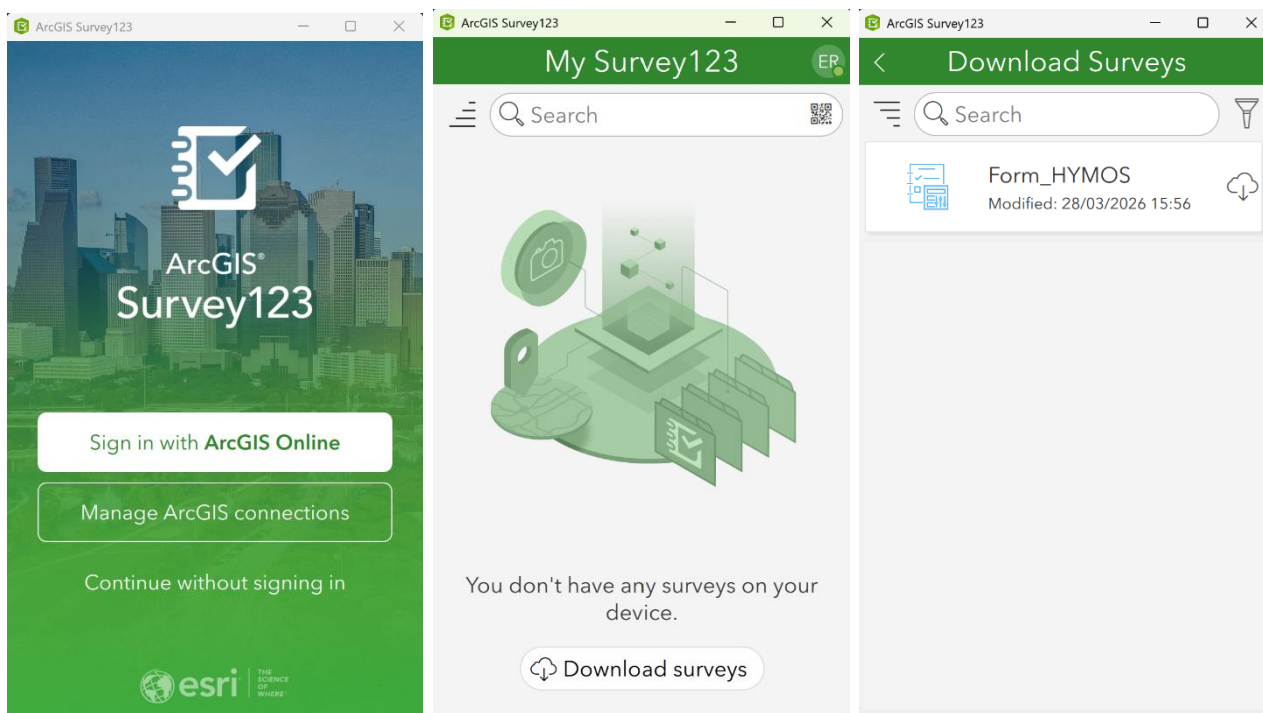 ArcGIS Survey123
ArcGIS®
Survey123
Sign in with ArcGIS Online
Manage ArcGIS connections
Continue without signing in
esri
THE
SCIENCE
OF
WHERE™
ArcGIS Survey123
My Survey123
ER
Search
You don't have any surveys on your
device.
Download surveys
ArcGIS Survey123
Download Surveys
Search
Form_HYMOS
Modified: 28/03/2026 15:56